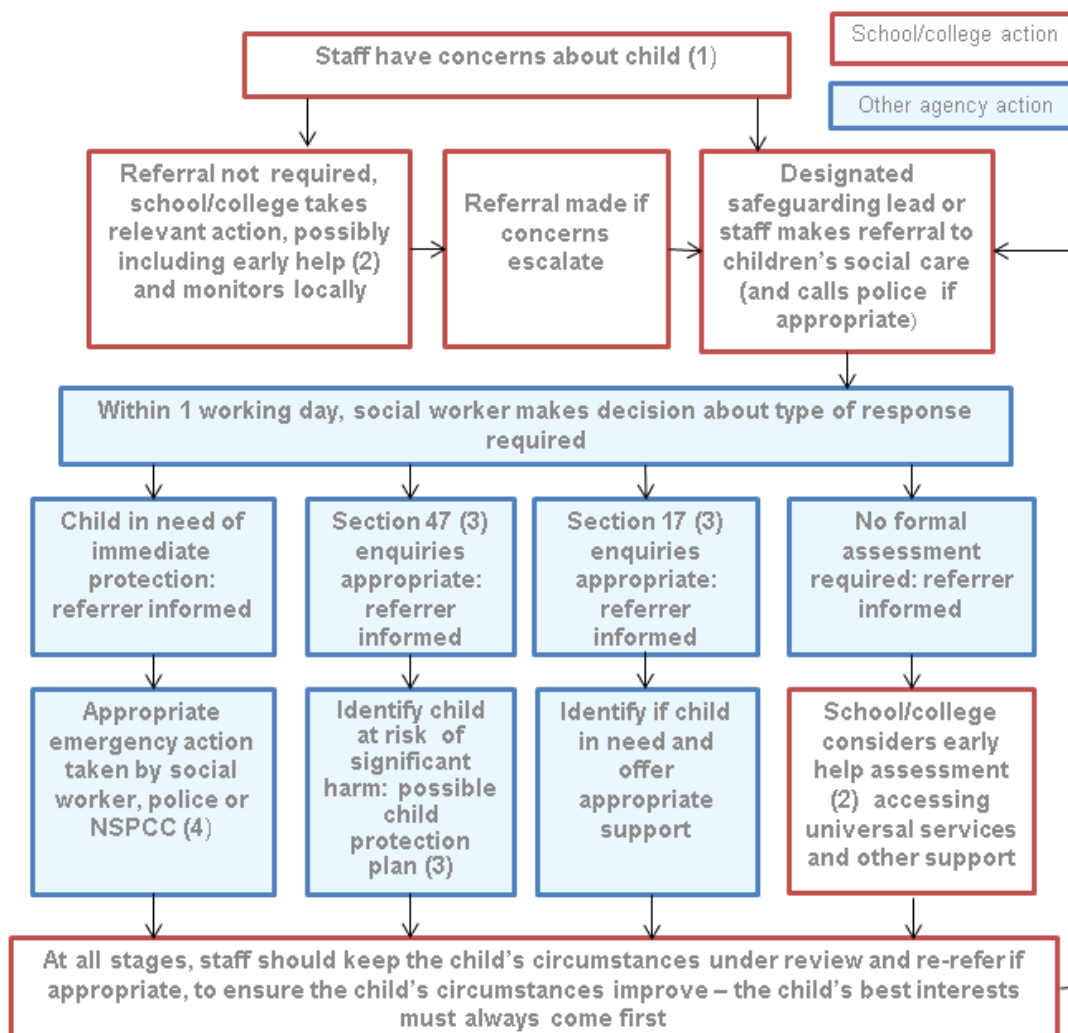 School/college action
Staff have concerns about child (1)
Other agency action
Referral not required,
school/college takes
relevant action, possibly
including early help (2)
and monitors locally
Referral made if
concerns
escalate
Designated
safeguarding lead or
staff makes referral to
children's social care
(and calls police if
appropriate)
Within 1 working day, social worker makes decision about type of response
required
Child in need of
immediate
protection:
referrer informed
Section 47 (3)
enquiries
appropriate:
referrer
informed
Section 17 (3)
enquiries
appropriate:
referrer
informed
No formal
assessment
required: referrer
informed
Appropriate
emergency action
taken by social
worker, police or
NSPCC (4)
Identify child
at risk of
significant
harm: possible
child
protection
plan (3)
Identify if child
in need and
offer
appropriate
support
School/college
considers early
help assessment
(2) accessing
universal services
and other support
At all stages, staff should keep the child's circumstances under review and re-refer if
appropriate, to ensure the child's circumstances improve – the child's best interests
must always come first